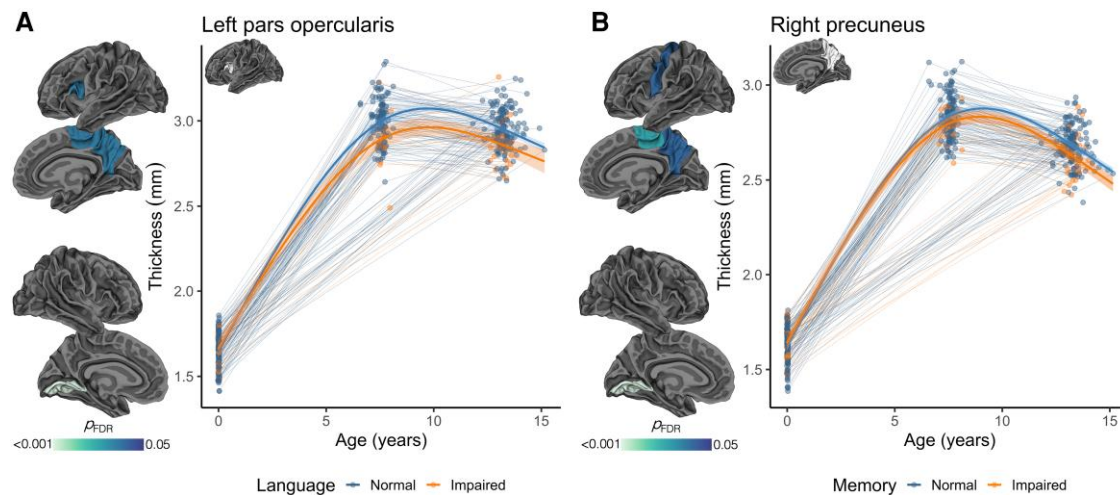 A
Left pars opercularis
Thickness (mm)
3.0
2.5
2.0
1.5
0
5
10
15
Age (years)
pFDR
<0.001
0.05
Language
Normal
Impaired
B
Right precuneus
Thickness (mm)
3.0
2.5
2.0
1.5
0
5
10
15
Age (years)
pFDR
<0.001
0.05
Memory
Normal
Impaired